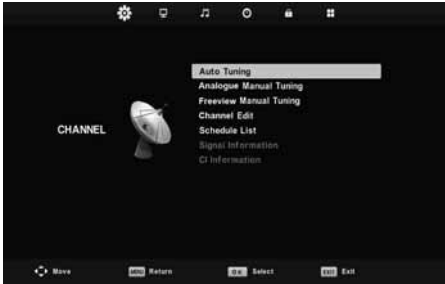 Auto Tuning
Analogue Manual Tuning
Freeview Manual Tuning
Channel Edit
CHANNEL
Schedule List
Signal Information
CI Information
Move
MENU Return
OK Select
EXIT Exit